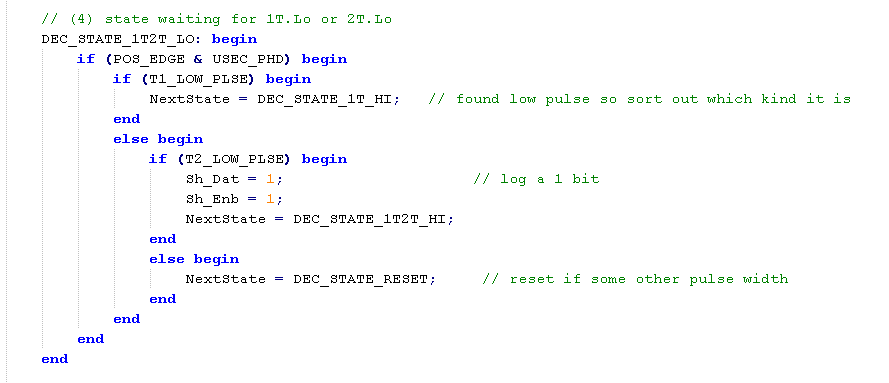 // (4) state waiting for 1T.Lo or 2T.Lo
DEC_STATE_1T2T_LO: begin
if (POS_EDGE & USEC_PHD) begin
if (T1_LOW_PLSE) begin
NextState = DEC_STATE_1T_HI; // found low pulse so sort out which kind it is
end
else begin
if (T2_LOW_PLSE) begin
Sh_Dat = 1; // log a 1 bit
Sh_Enb = 1;
NextState = DEC_STATE_1T2T_HI;
end
else begin
NextState = DEC_STATE_RESET; // reset if some other pulse width
end
end
end
end